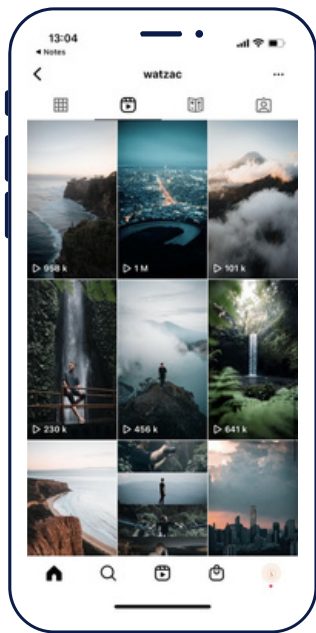 13:04
◀ Notes
watzac
958 k
1 M
101 k
230 k
456 k
641 k